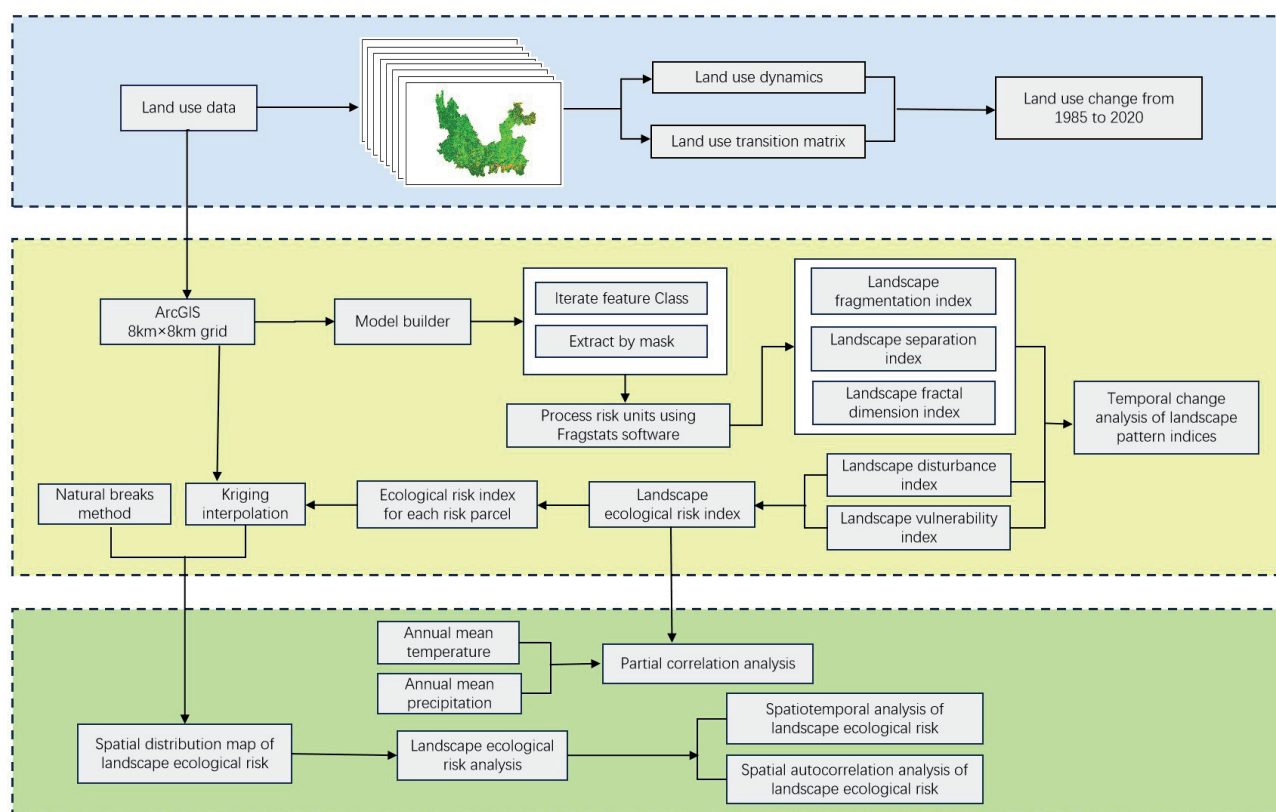 Land use data
Land use dynamics
Land use transition matrix
Land use change from
1985 to 2020
ArcGIS
8km×8km grid
Model builder
Iterate feature Class
Extract by mask
Process risk units using
Fragstats software
Landscape
fragmentation index
Landscape separation
index
Landscape fractal
dimension index
Temporal change
analysis of landscape
pattern indices
Landscape disturbance
index
Landscape vulnerability
index
Landscape
ecological risk index
Ecological risk index
for each risk parcel
Kriging
interpolation
Natural breaks
method
Annual mean
temperature
Annual mean
precipitation
Partial correlation analysis
Spatial distribution map of
landscape ecological risk
Landscape ecological
risk analysis
Spatiotemporal analysis of
landscape ecological risk
Spatial autocorrelation analysis of
landscape ecological risk